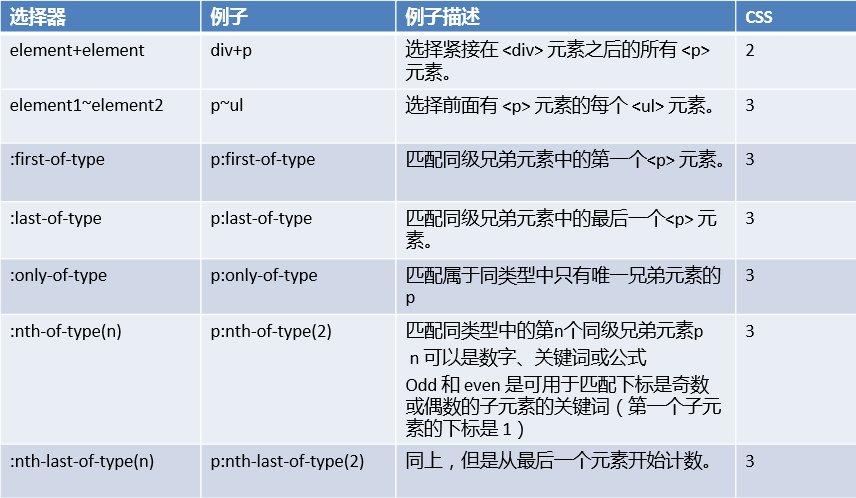 选择器 例子 例子描述 CSS
element+element div+p 选择紧接在 <div> 元素之后的所有 <p> 2
元素。
element1~element2 p~ul 选择前面有 <p> 元素的每个 <ul> 元素。 3
:first-of-type p:first-of-type 匹配同级兄弟元素中的第一个<p> 元素。 3
:last-of-type p:last-of-type 匹配同级兄弟元素中的最后一个<p> 元 3
素。
:only-of-type p:only-of-type 匹配属于同类型中只有唯一兄弟元素的 3
p
:nth-of-type(n) p:nth-of-type(2) 匹配同类型中的第n个同级兄弟元素p 3
n 可以是数字、关键词或公式
Odd 和 even 是可用于匹配下标是奇数
或偶数的子元素的关键词（第一个子元
素的下标是 1）
:nth-last-of-type(n) p:nth-last-of-type(2) 同上，但是从最后一个元素开始计数。 3